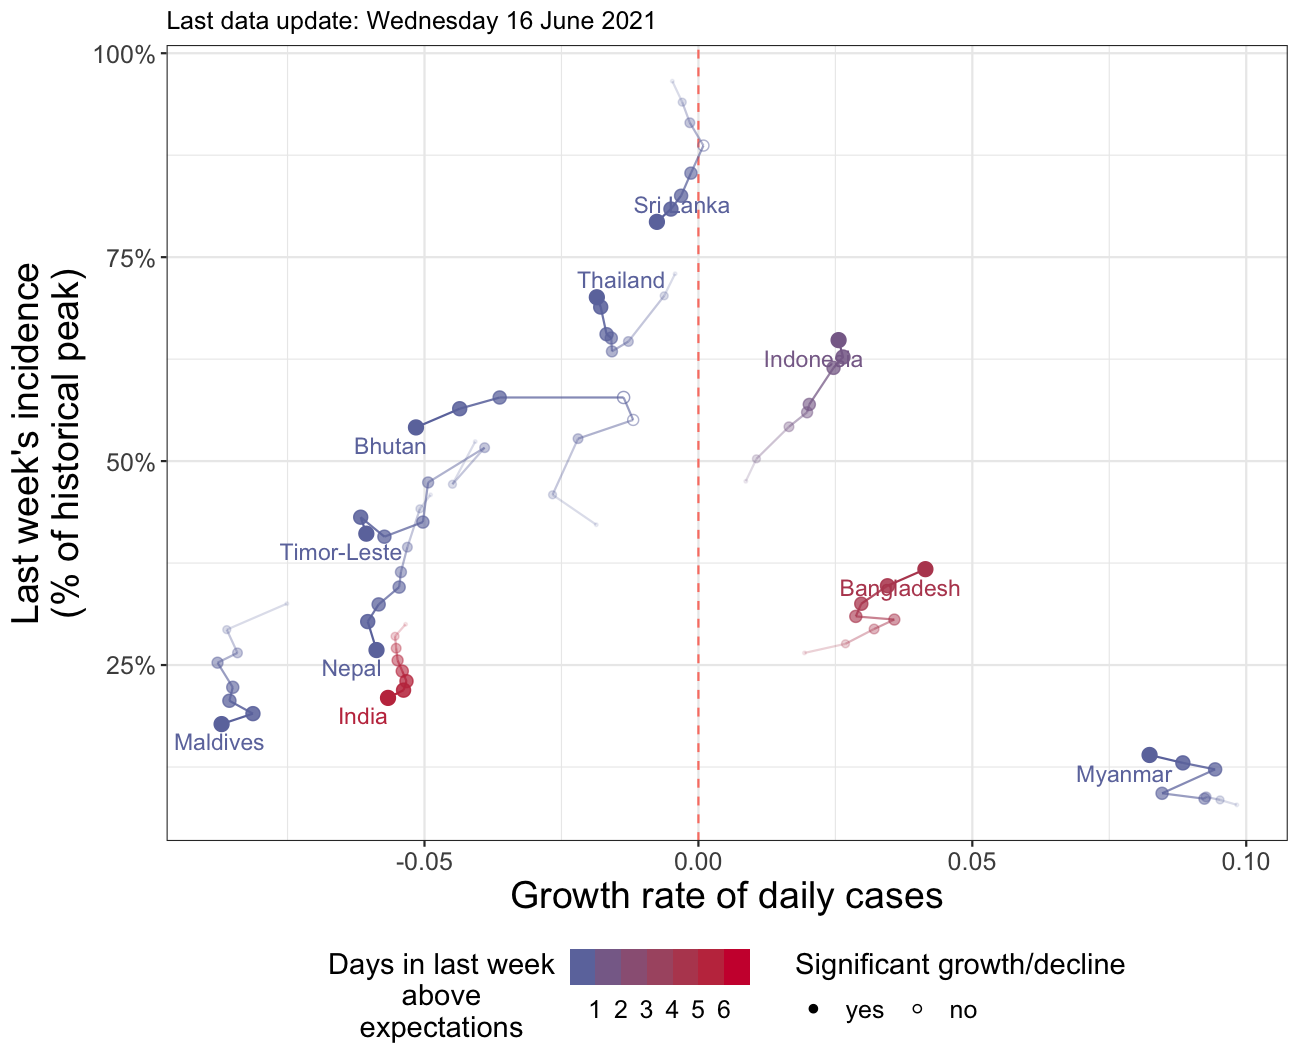 Last data update: Wednesday 16 June 2021
100%
75%
50%
25%
Last week's incidence
(% of historical peak)
Sri Lanka
Thailand
Indonesia
Bhutan
Timor-Leste
Bangladesh
Nepal
India
Maldives
Myanmar
-0.05
0.00
0.05
0.10
Growth rate of daily cases
Days in last week
above
expectations
1 2 3 4 5 6
Significant growth/decline
yes
no